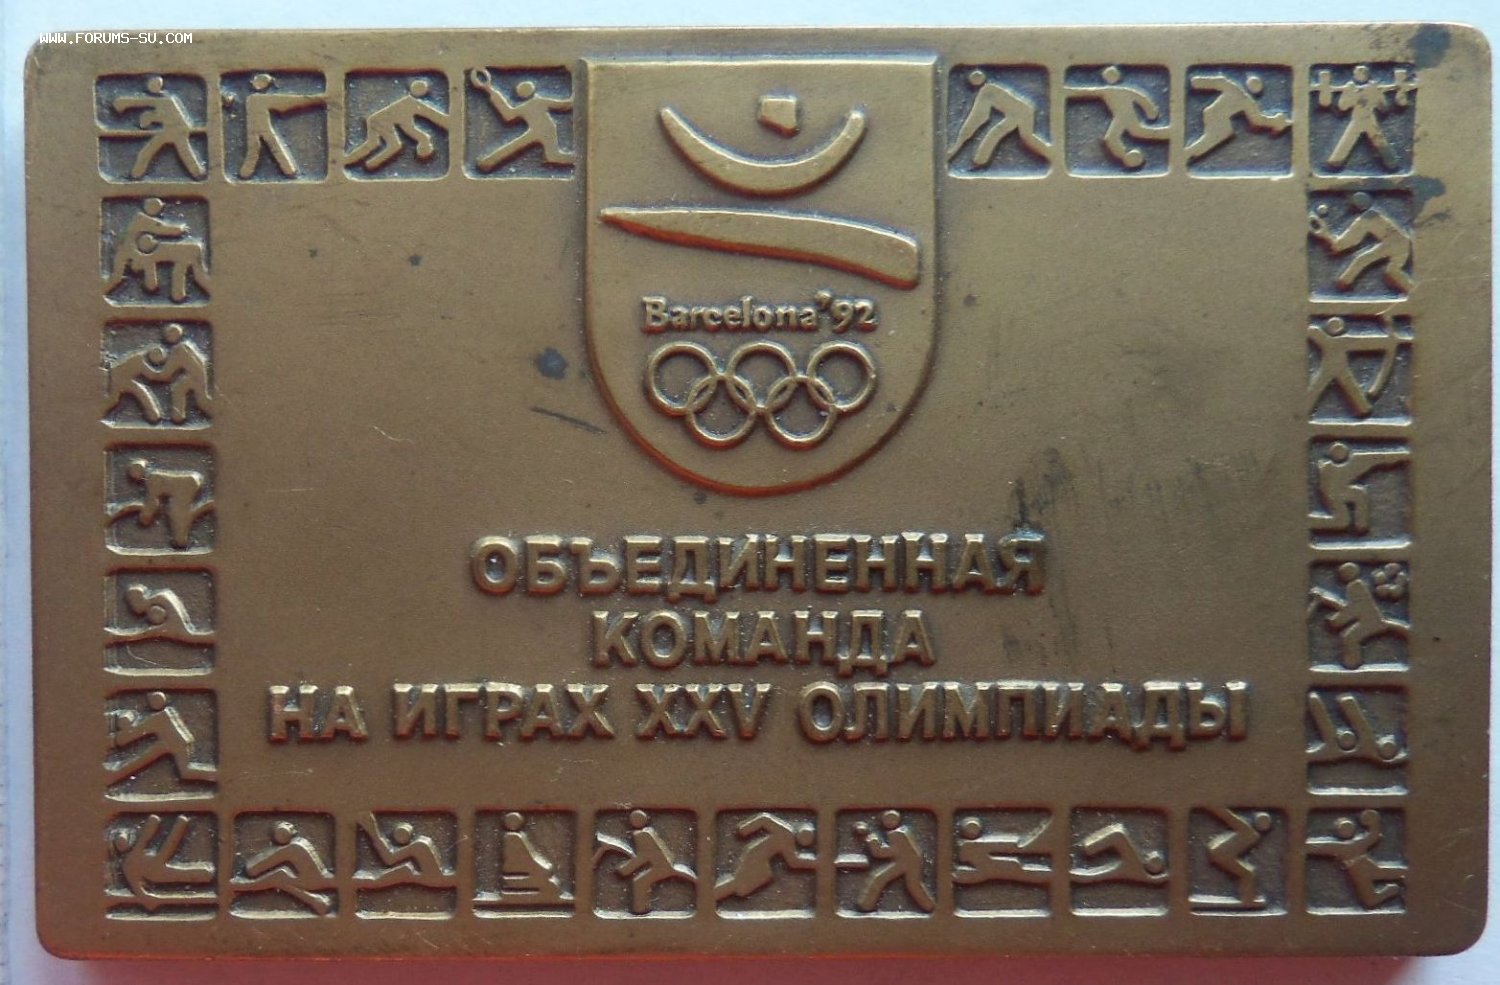 www.forums-su.com
Barcelona'92
ОБЪЕДИНЕННАЯ
КОМАНДА
НА ИГРАХ XXV ОЛИМПИАДЫ